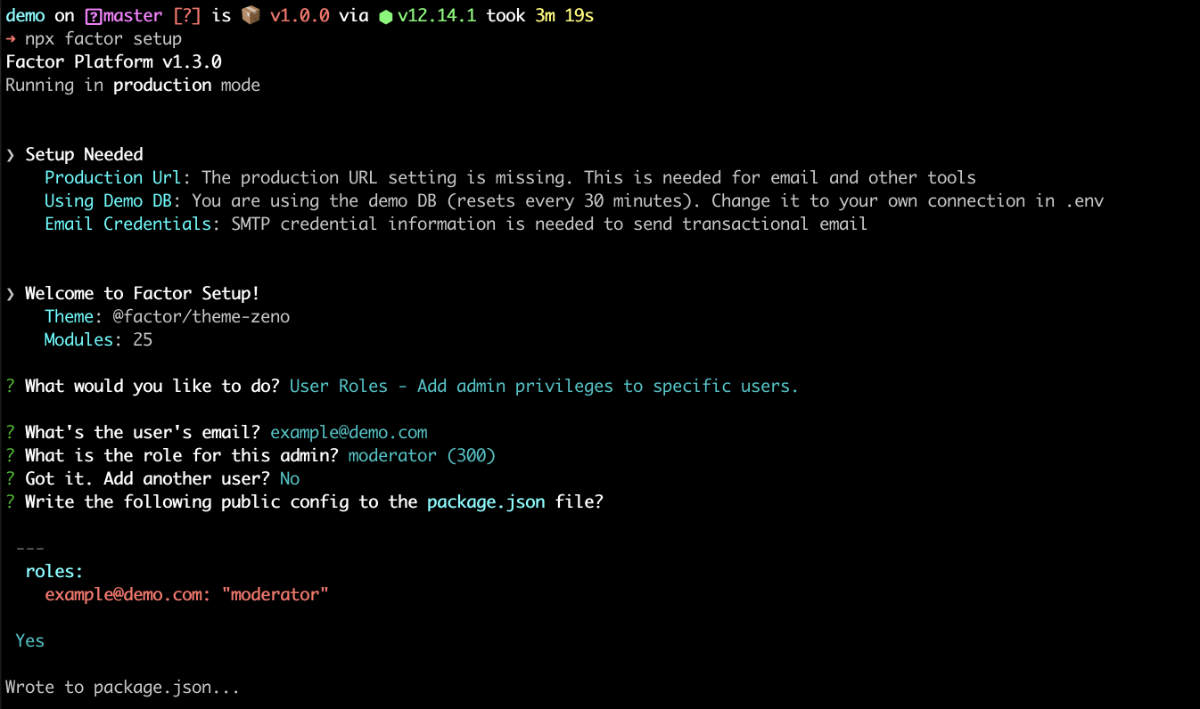 demo on ?master [?] is 📦 v1.0.0 via ⬢ v12.14.1 took 3m 19s
→ npx factor setup
Factor Platform v1.3.0
Running in production mode
❯ Setup Needed
Production Url: The production URL setting is missing. This is needed for email and other tools
Using Demo DB: You are using the demo DB (resets every 30 minutes). Change it to your own connection in .env
Email Credentials: SMTP credential information is needed to send transactional email
❯ Welcome to Factor Setup!
Theme: @factor/theme-zeno
Modules: 25
? What would you like to do? User Roles - Add admin privileges to specific users.
? What's the user's email? example@demo.com
? What is the role for this admin? moderator (300)
? Got it. Add another user? No
? Write the following public config to the package.json file?
---
roles:
example@demo.com: "moderator"
Yes
Wrote to package.json...